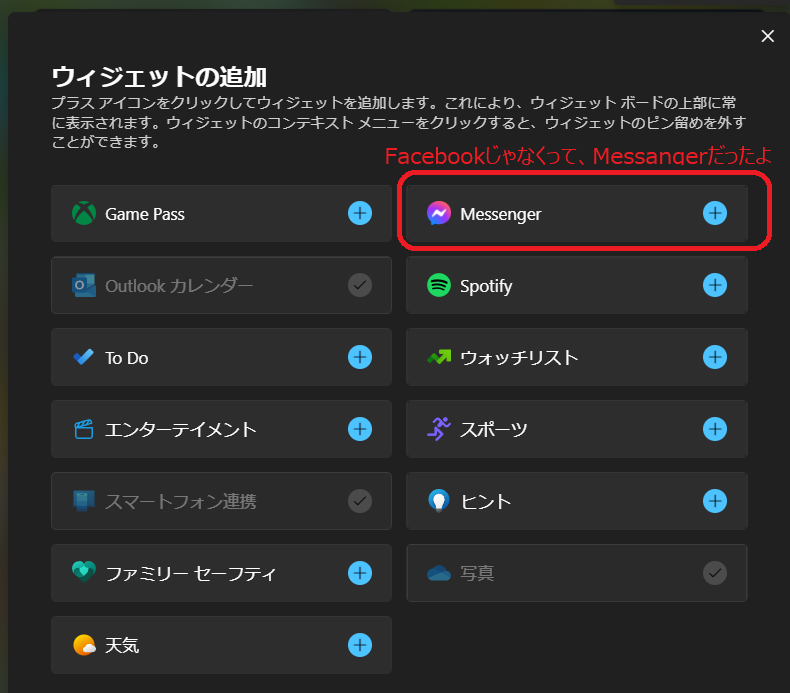 ウィジェットの追加
プラス アイコンをクリックしてウィジェットを追加します。これにより、ウィジェット ボードの上部に常
に表示されます。ウィジェットのコンテキスト メニューをクリックすると、ウィジェットのピン留めを外す
ことができます。
Facebookじゃなくって、Messangerだったよ
Game Pass
Messenger
Outlook カレンダー
Spotify
To Do
ウォッチリスト
エンターテイメント
スポーツ
スマートフォン連携
ヒント
ファミリー セーフティ
写真
天気